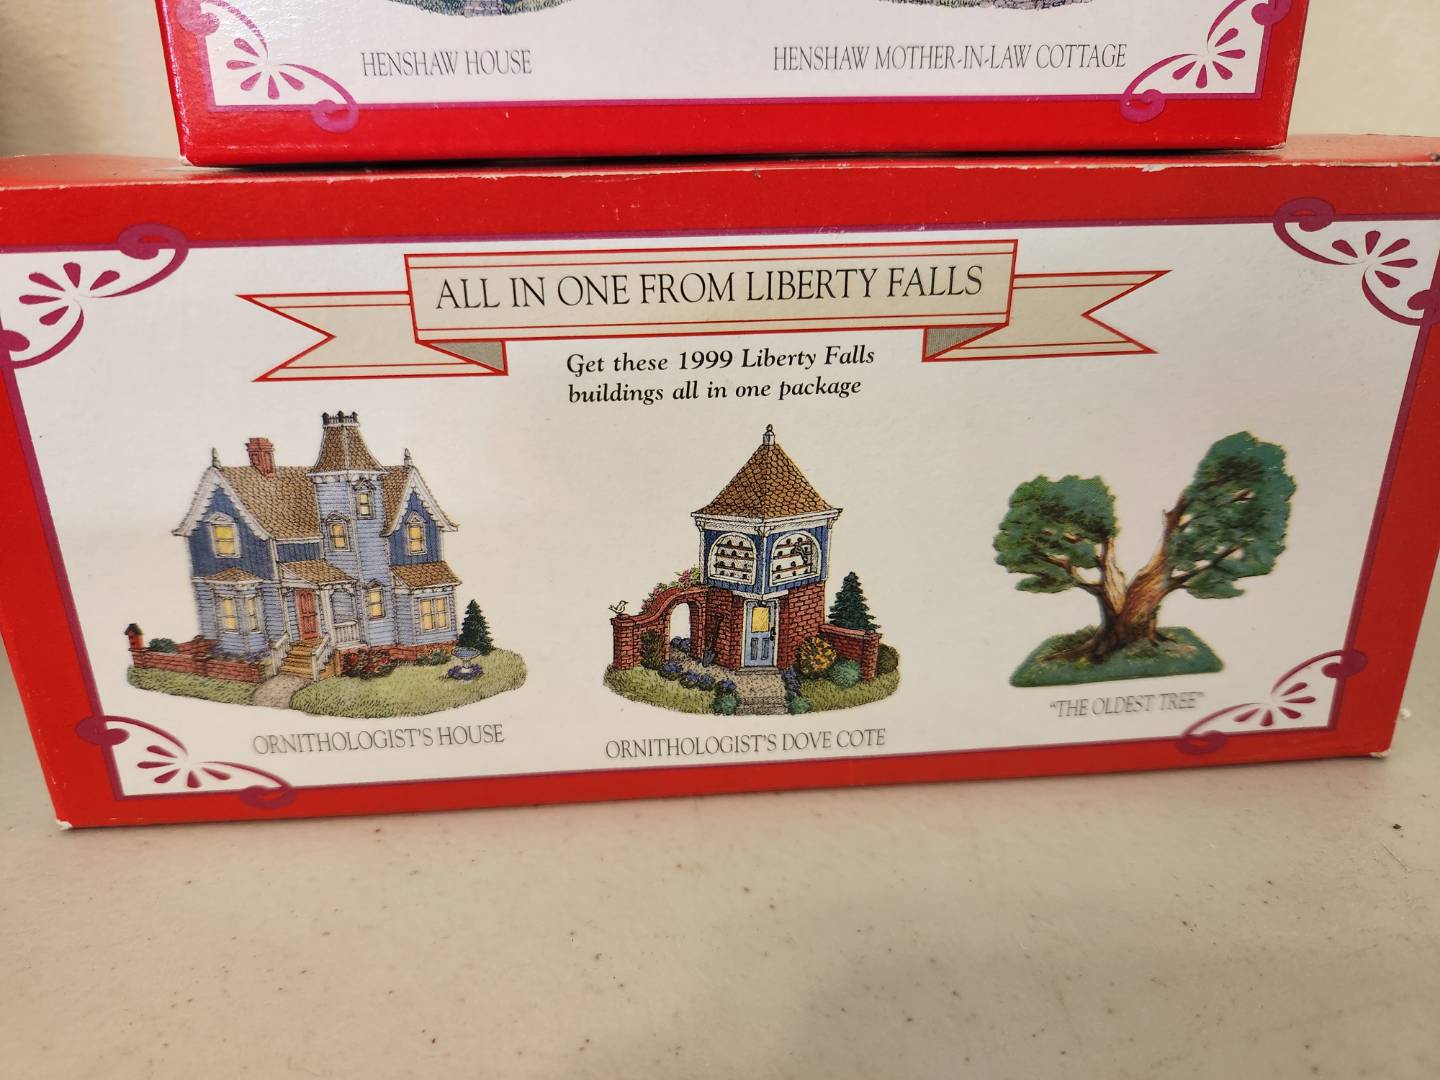 HENSHAW HOUSE
HENSHAW MOTHER-IN-LAW COTTAGE
ALL IN ONE FROM LIBERTY FALLS
Get these 1999 Liberty Falls
buildings all in one package
ORNITHOLOGIST'S HOUSE
ORNITHOLOGIST'S DOVE COTE
"THE OLDEST TREE"